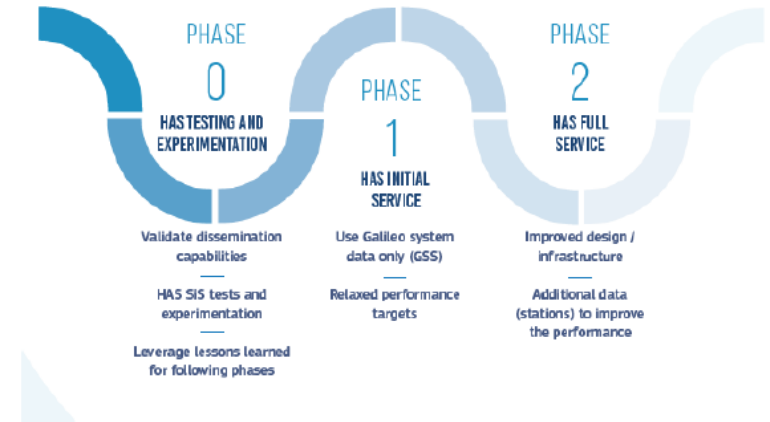 PHASE
0
HAS TESTING AND
EXPERIMENTATION
Validate dissemination
capabilities
HAS SIS tests and
experimentation
Leverage lessons learned
for following phases
PHASE
1
HAS INITIAL
SERVICE
Use Galileo system
data only (GSS)
Relaxed performance
targets
PHASE
2
HAS FULL
SERVICE
Improved design /
infrastructure
Additional data
(stations) to improve
the performance